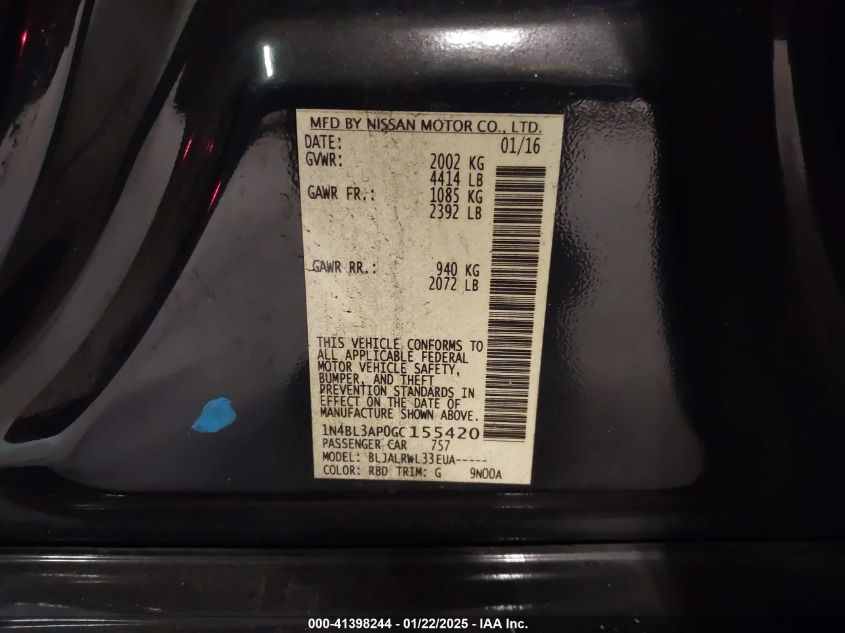 MFD BY NISSAN MOTOR CO., LTD.
DATE: 01/16
GVWR: 2002 KG
4414 LB
GAWR FR.: 1085 KG
2392 LB
GAWR RR.: 940 KG
2072 LB
THIS VEHICLE CONFORMS TO
ALL APPLICABLE FEDERAL
MOTOR VEHICLE SAFETY,
BUMPER, AND THEFT
PREVENTION STANDARDS IN
EFFECT ON THE DATE OF
MANUFACTURE SHOWN ABOVE.
1N4BL3AP0GC155420
PASSENGER CAR 757
MODEL: BLJALRWL33EUA-----
COLOR: RBD TRIM: G 9N00A
000-41398244 - 01/22/2025 - © IAA Inc.